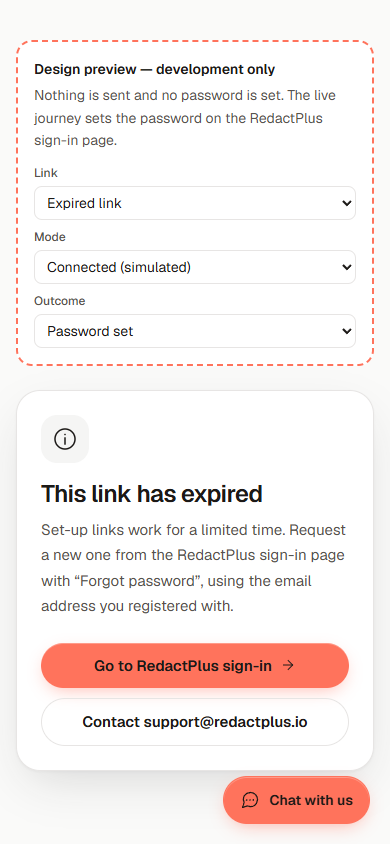 Design preview — development only
Nothing is sent and no password is set. The live
journey sets the password on the RedactPlus
sign-in page.
Link
Expired link
Mode
Connected (simulated)
Outcome
Password set
This link has expired
Set-up links work for a limited time. Request
a new one from the RedactPlus sign-in page
with “Forgot password”, using the email
address you registered with.
Go to RedactPlus sign-in →
Contact support@redactplus.io
Chat with us